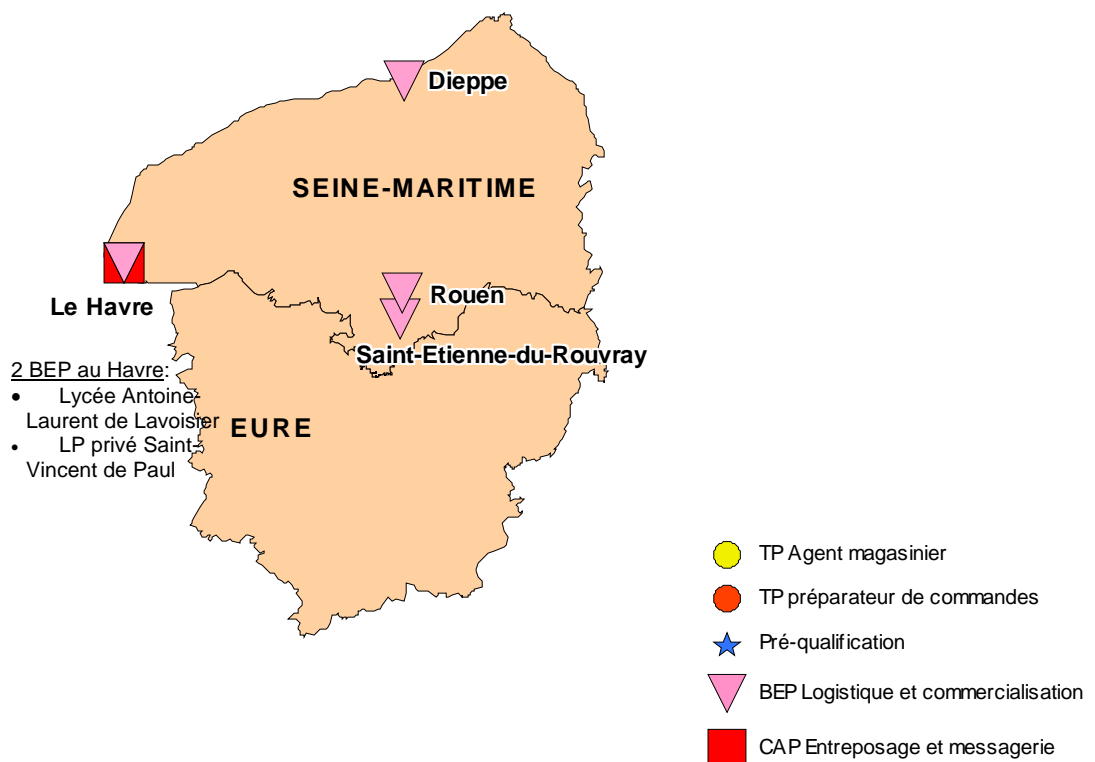 Dieppe
SEINE-MARITIME
Rouen
Le Havre
Saint-Etienne-du-Rouvray
2 BEP au Havre:
• Lycée Antoine-
Laurent de Lavoisier
• LP privé Saint-
Vincent de Paul
EURE
TP Agent magasinier
TP préparateur de commandes
Pré-qualification
BEP Logistique et commercialisation
CAP Entreposage et messagerie